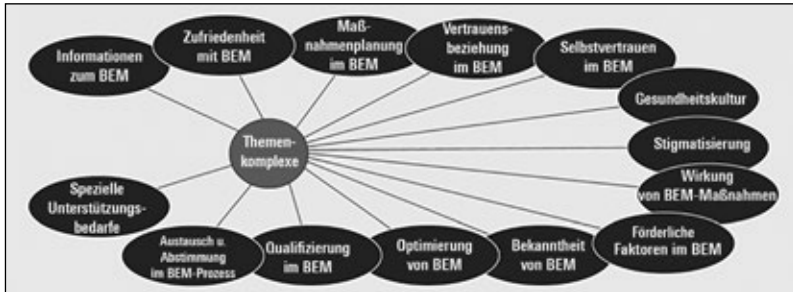 Informationen
zum BEM
Zufriedenheit
mit BEM
Maß-
nahmenplanung
im BEM
Vertrauens-
beziehung
im BEM
Selbstvertrauen
im BEM
Gesundheitskultur
Stigmatisierung
Wirkung
von BEM-Maßnahmen
Förderliche
Faktoren im BEM
Bekanntheit
von BEM
Optimierung
von BEM
Qualifizierung
im BEM
Austausch u.
Abstimmung
im BEM-Prozess
Spezielle
Unterstützungs-
bedarfe
Themen-
komplexe